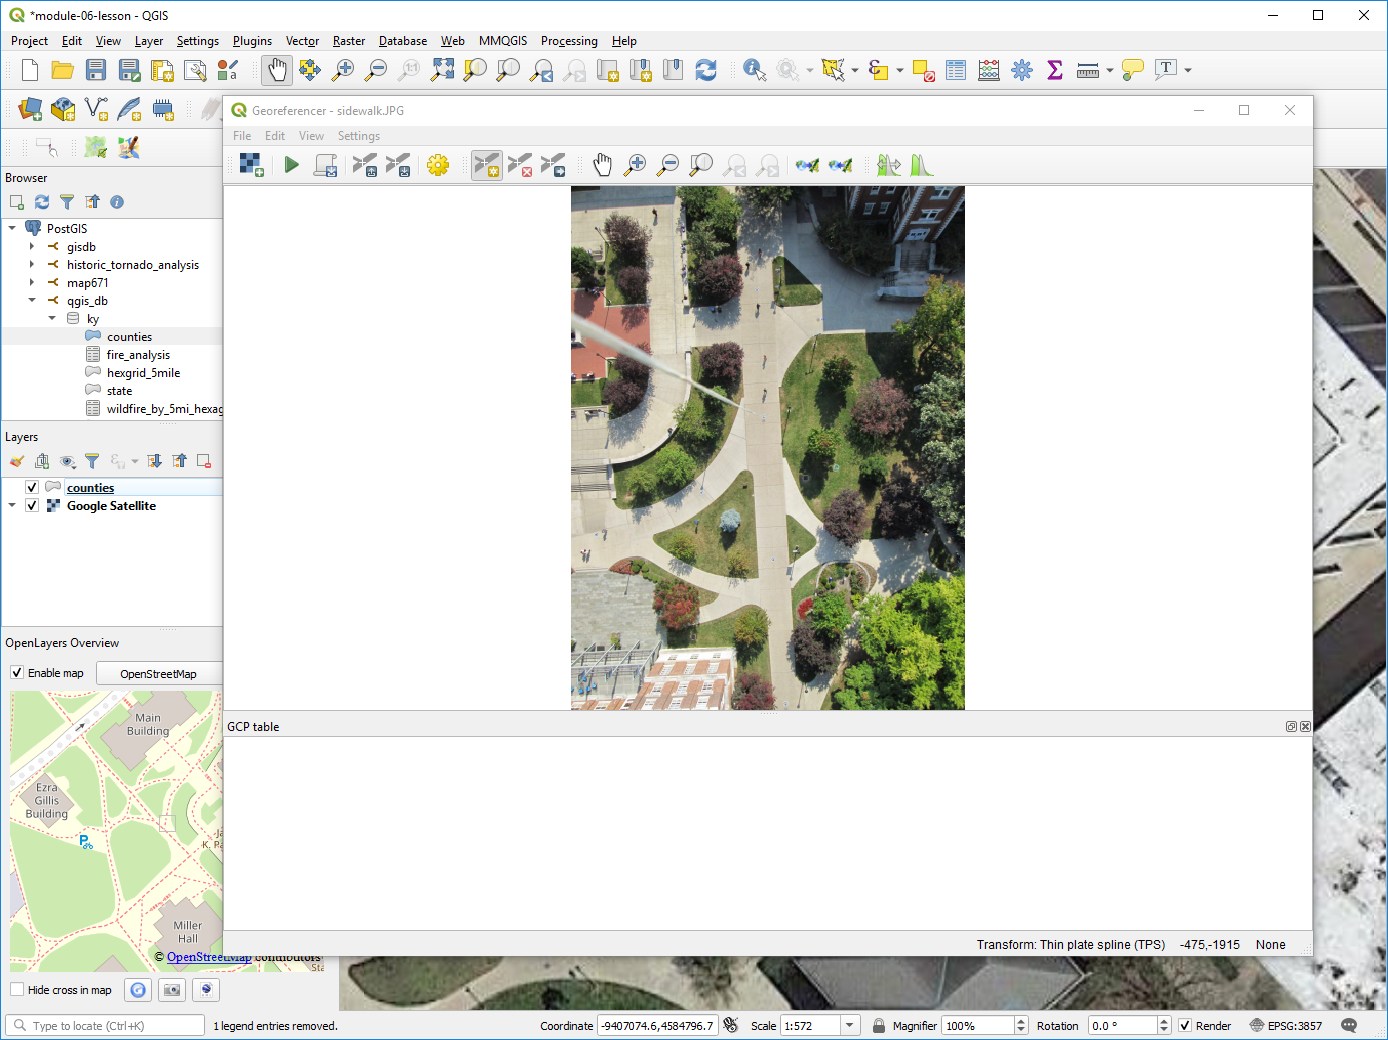 *module-06-lesson - QGIS
Project Edit View Layer Settings Plugins Vector Raster Database Web MMQGIS Processing Help
Georeferencer - sidewalk.JPG
File Edit View Settings
Browser
PostGIS
gisdb
historic_tornado_analysis
map671
qgis_db
ky
counties
fire_analysis
hexgrid_5mile
state
wildfire_by_5mi_hexag
Layers
counties
Google Satellite
OpenLayers Overview
Enable map OpenStreetMap
Main
Building
Ezra
Gillis
Building
K. Pa
Miller
Hall
© OpenStreetMap contributors
Sta
Hide cross in map
GCP table
Transform: Thin plate spline (TPS) -475,-1915 None
Type to locate (Ctrl+K) 1 legend entries removed. Coordinate -9407074.6,4584796.7 Scale 1:572 Magnifier 100% Rotation 0.0 ° Render EPSG:3857